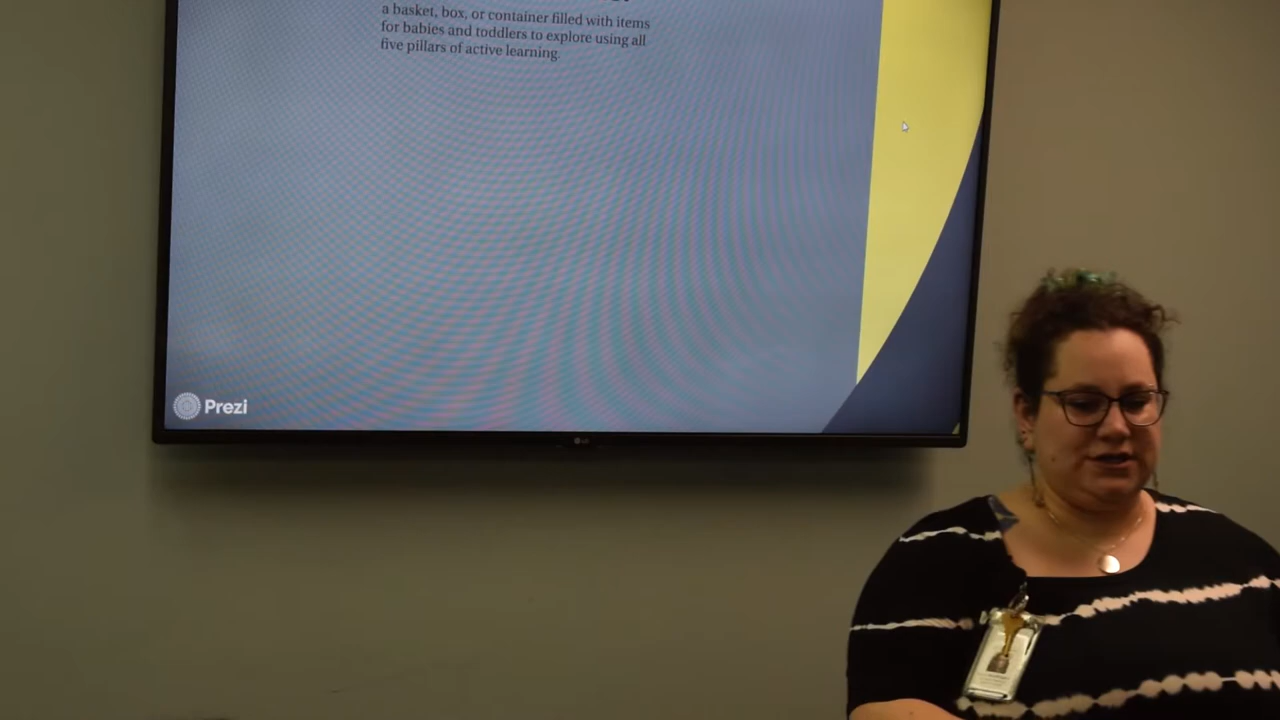 a basket, box, or container filled with items
for babies and toddlers to explore using all
five pillars of active learning.
Prezi
LG